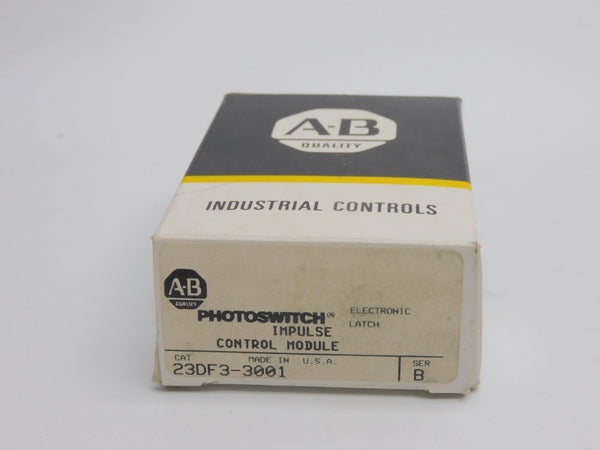 A-B
QUALITY
INDUSTRIAL CONTROLS
A-B
QUALITY
PHOTOSWITCH®
ELECTRONIC
LATCH
IMPULSE
CONTROL MODULE
CAT
MADE IN U.S.A.
SER
23DF3-3001
B